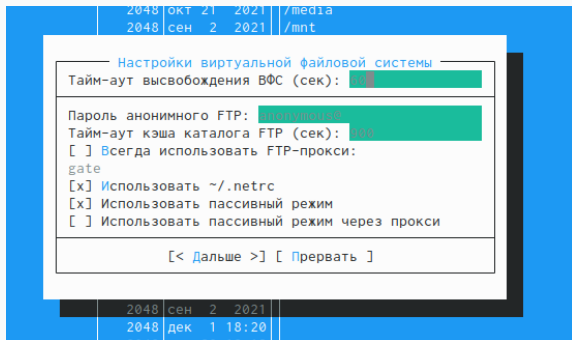 2048 окт 21 2021 /media
2048 сен 2 2021 /mnt
Настройки виртуальной файловой системы
Тайм-аут высвобождения ВФС (сек):
Пароль анонимного FTP:
Тайм-аут кэша каталога FTP (сек):
[ ] Всегда использовать FTP-прокси:
gate
[x] Использовать ~/.netrc
[x] Использовать пассивный режим
[ ] Использовать пассивный режим через прокси
[< Дальше >] [ Прервать ]
2048 сен 2 2021
2048 дек 1 18:20